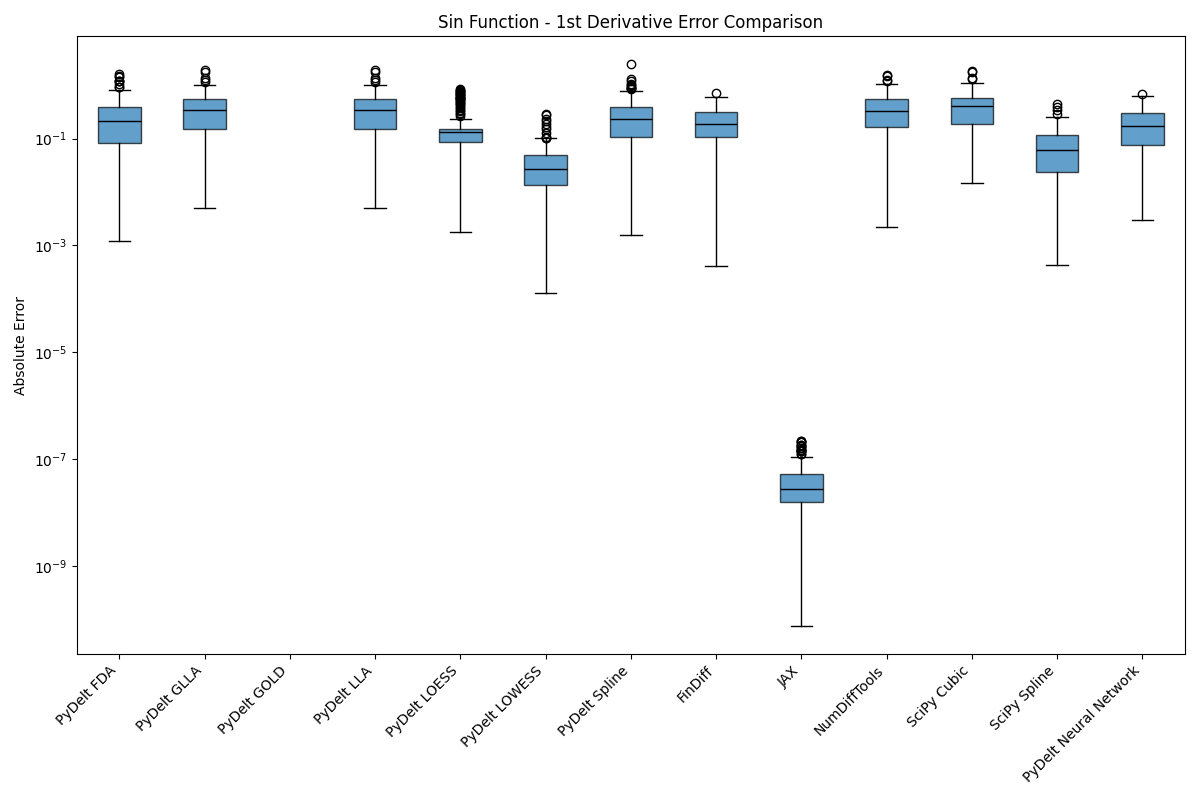 Sin Function - 1st Derivative Error Comparison
Absolute Error
10⁻¹
10⁻³
10⁻⁵
10⁻⁷
10⁻⁹
PyDelt FDA
PyDelt GLLA
PyDelt GOLD
PyDelt LLA
PyDelt LOESS
PyDelt LOWESS
PyDelt Spline
FinDiff
JAX
NumDiffTools
SciPy Cubic
SciPy Spline
PyDelt Neural Network